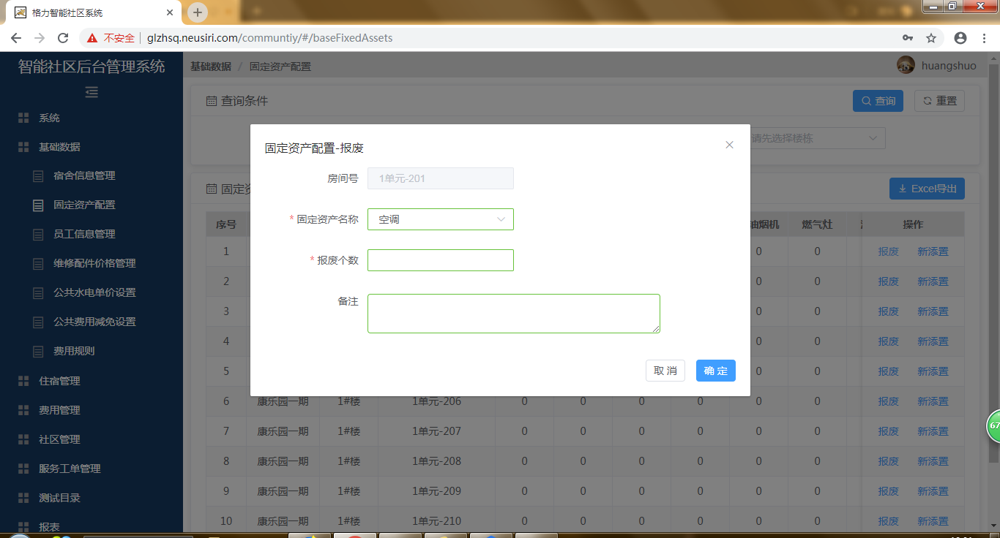 格力智能社区系统
不安全 glzhsq.neusiri.com/communtiy/#/baseFixedAssets
智能社区后台管理系统
系统
基础数据
宿舍信息管理
固定资产配置
员工信息管理
维修配件价格管理
公共水电单价设置
公共费用减免设置
费用规则
住宿管理
费用管理
社区管理
服务工单管理
测试目录
报表
基础数据 / 固定资产配置
huangshuo
查询条件
查询 重置
请先选择楼栋
固定资
Excel导出
固定资产配置-报废
房间号 1单元-201
* 固定资产名称 空调
* 报废个数
备注
取 消 确 定
序号 油烟机 燃气灶 操作
1 0 0 报废 新添置
2 0 0 报废 新添置
3 0 0 报废 新添置
4 0 0 报废 新添置
5 0 0 报废 新添置
6 康乐园一期 1#楼 1单元-206 0 0 0 0 0 0 报废 新添置
7 康乐园一期 1#楼 1单元-207 0 0 0 0 0 0 报废 新添置
8 康乐园一期 1#楼 1单元-208 0 0 0 0 0 0 报废 新添置
9 康乐园一期 1#楼 1单元-209 0 0 0 0 0 0 报废 新添置
10 康乐园一期 1#楼 1单元-210 0 0 0 0 0 0 报废 新添置
67